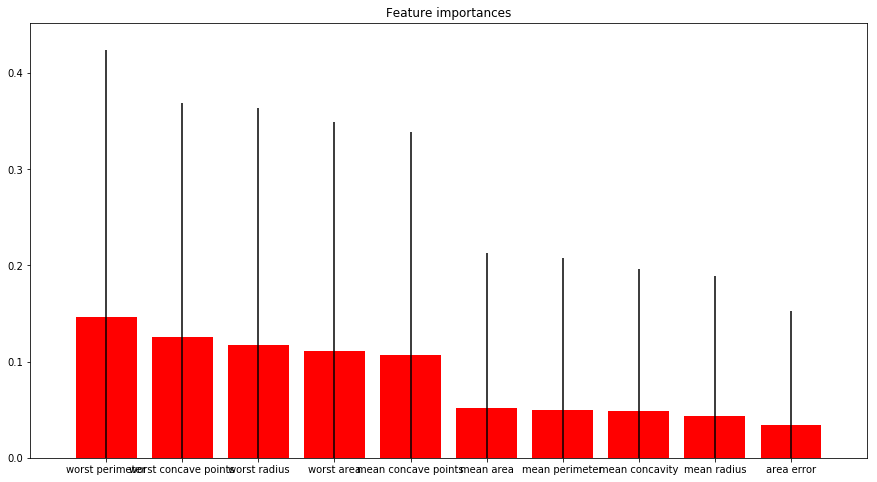 Feature importances
0.4
0.3
0.2
0.1
0.0
worst perimeter worst concave points worst radius worst area mean concave points mean area mean perimeter mean concavity mean radius area error